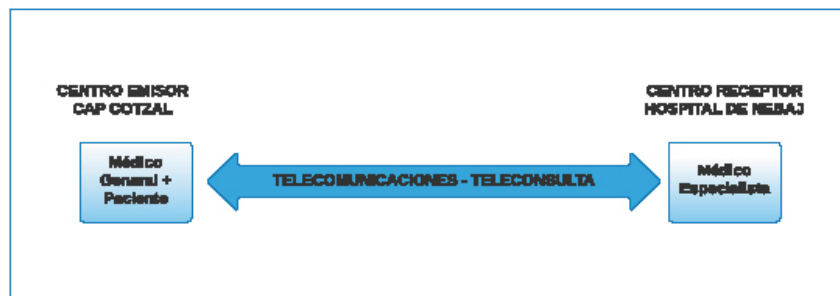 CENTRO EMISOR
CAP COTZAL
CENTRO RECEPTOR
HOSPITAL DE NEBAJ
Médico
General +
Paciente
TELECOMUNICACIONES - TELECONSULTA
Médico
Especialista